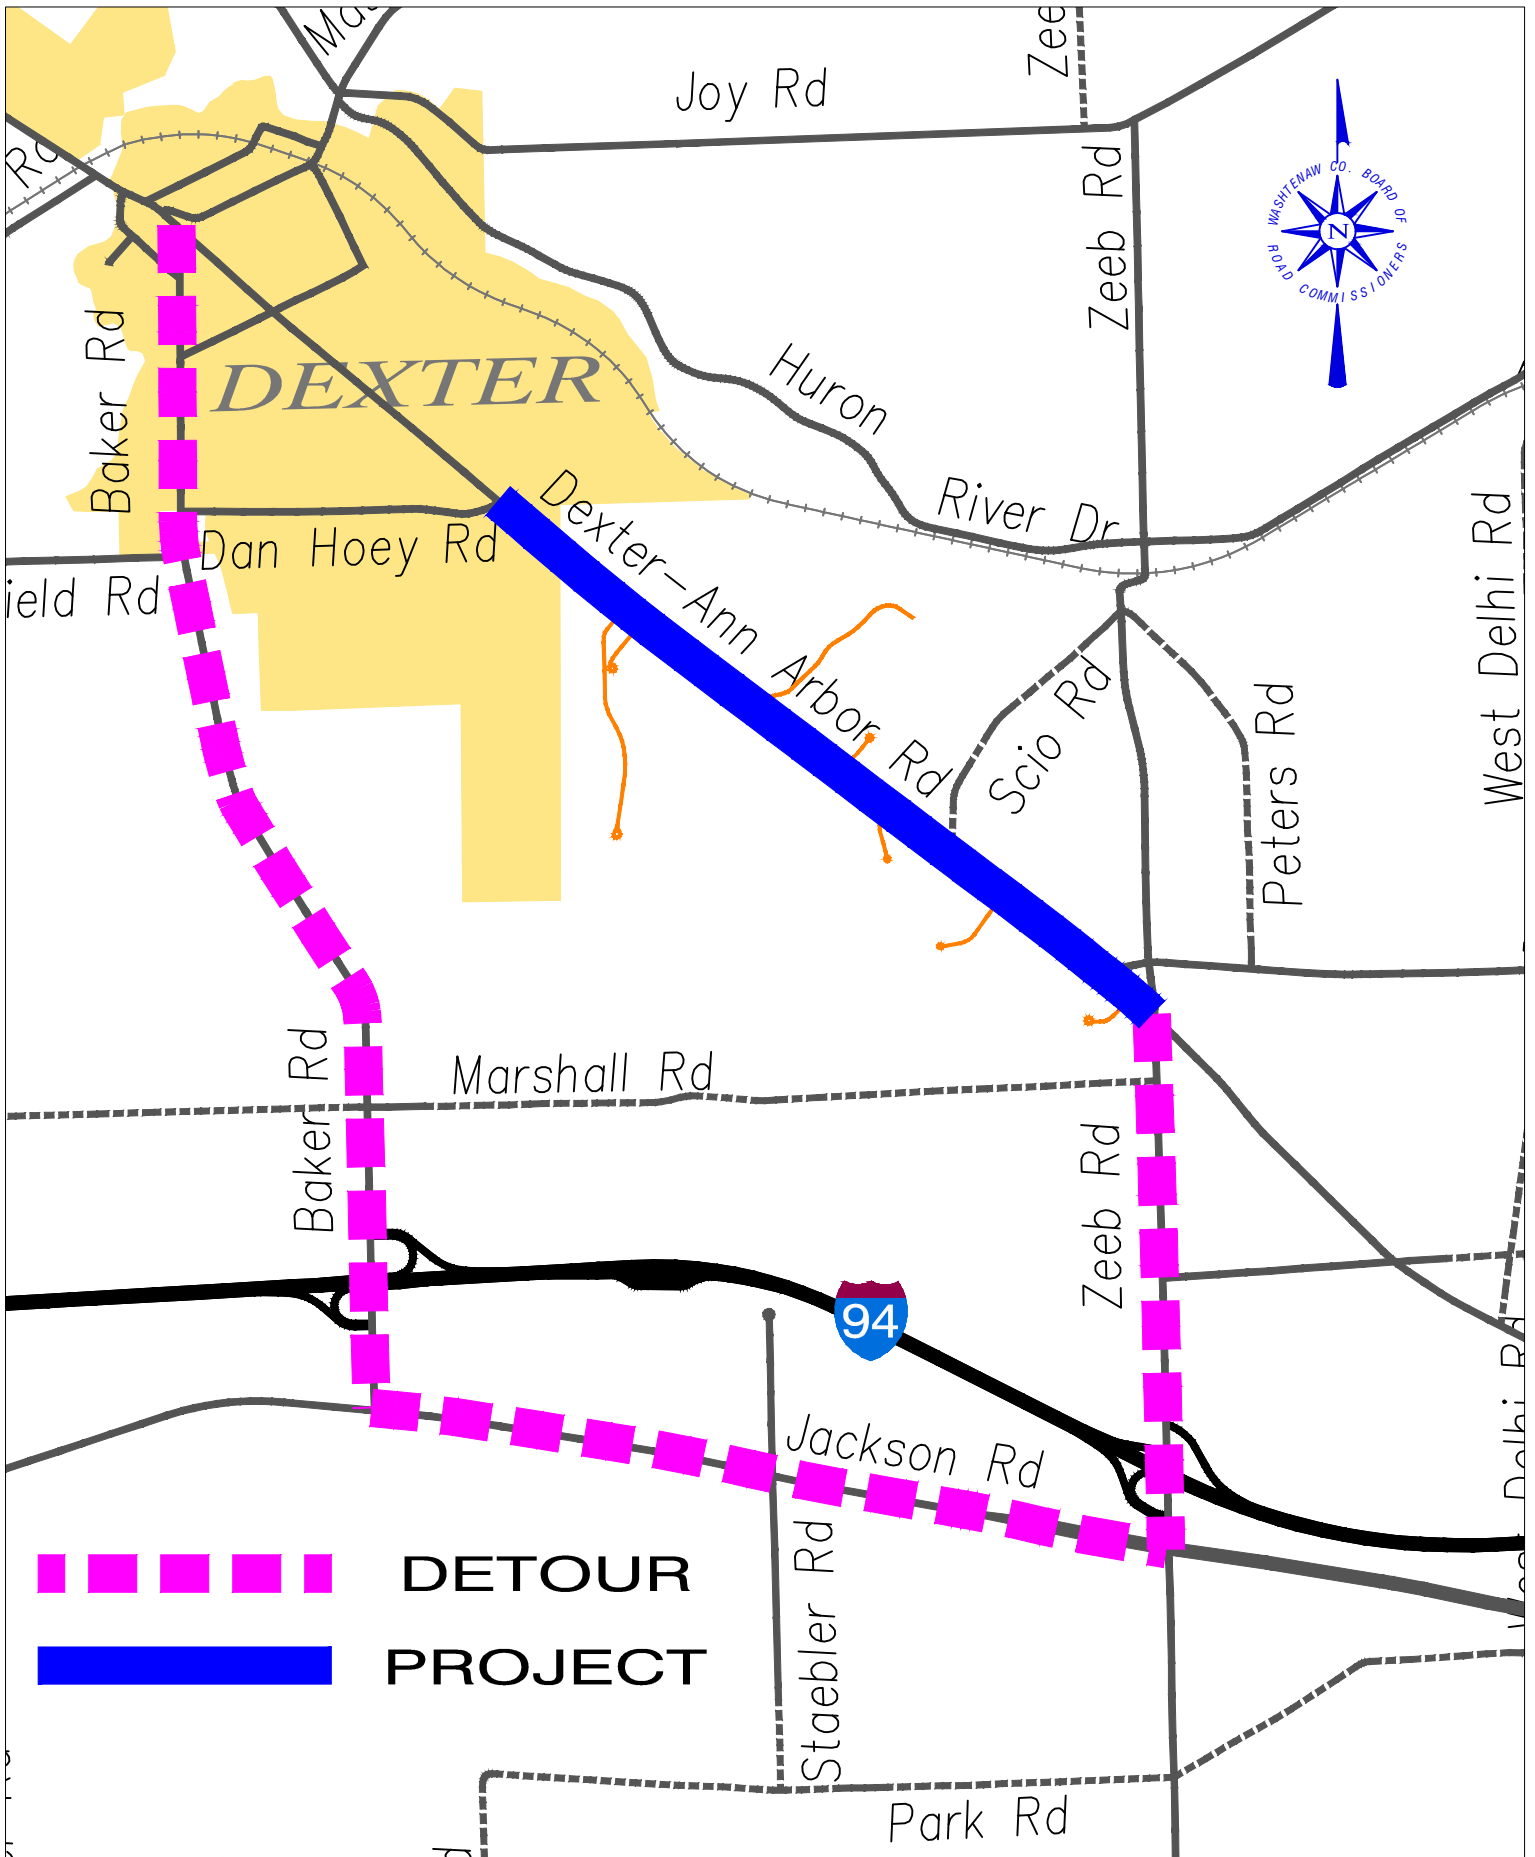 Joy Rd
Zeeb Rd
WASHTENAW CO. BOARD OF
ROAD COMMISSIONERS
N
Baker Rd
DEXTER
Huron
River Dr
Dexter-Ann Arbor Rd
Dan Hoey Rd
ield Rd
West Delhi Rd
Scio Rd
Peters Rd
Baker Rd
Marshall Rd
Zeeb Rd
94
Jackson Rd
Staebler Rd
DETOUR
PROJECT
Park Rd